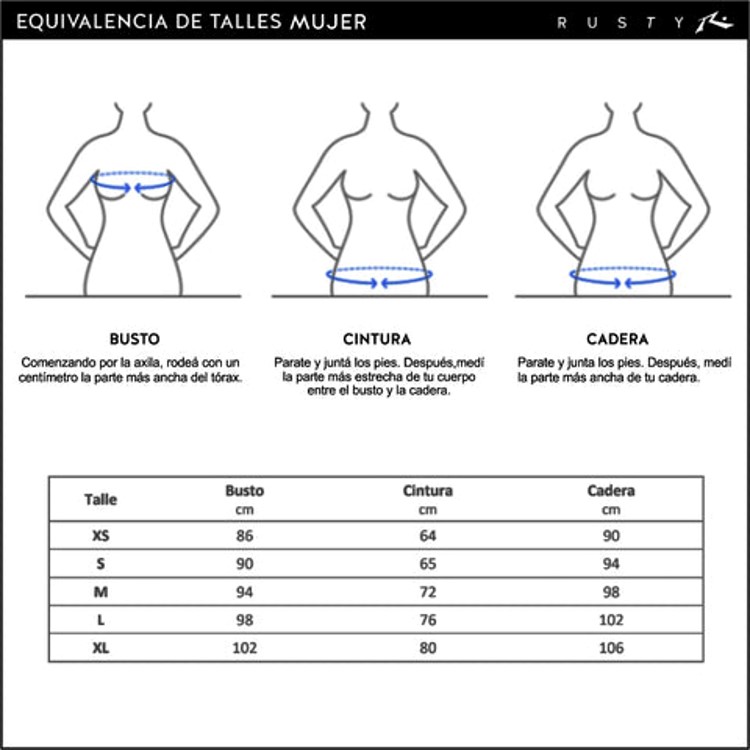 EQUIVALENCIA DE TALLES MUJER
RUSTY
BUSTO
Comenzando por la axila, rodeá con un
centímetro la parte más ancha del tórax.
CINTURA
Parate y juntá los pies. Después,medí
la parte más estrecha de tu cuerpo
entre el busto y la cadera.
CADERA
Parate y junta los pies. Después, medí
la parte más ancha de tu cadera.
Talle Busto Cintura Cadera
cm cm cm
XS 86 64 90
S 90 65 94
M 94 72 98
L 98 76 102
XL 102 80 106